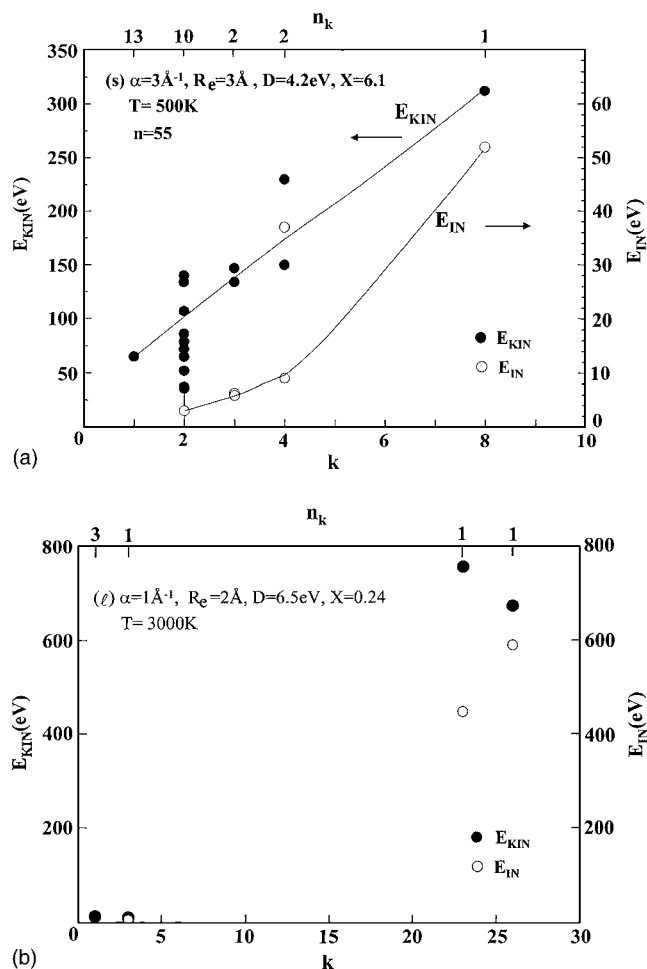 n_k
13 10 2 2 1
350
300
250
200
150
100
50
0
E_KIN(eV)
(s) α=3Å⁻¹, R_e=3Å , D=4.2eV, X=6.1
T= 500K
n=55
E_KIN
E_IN
● E_KIN
○ E_IN
60
50
40
30
20
10
0
E_IN(eV)
0 2 4 6 8 10
k
(a)
n_k
3 1 1 1
800
600
400
200
0
E_KIN(eV)
(ℓ) α=1Å⁻¹, R_e=2Å, D=6.5eV, X=0.24
T= 3000K
● E_KIN
○ E_IN
800
600
400
200
E_IN(eV)
5 10 15 20 25 30
k
(b)